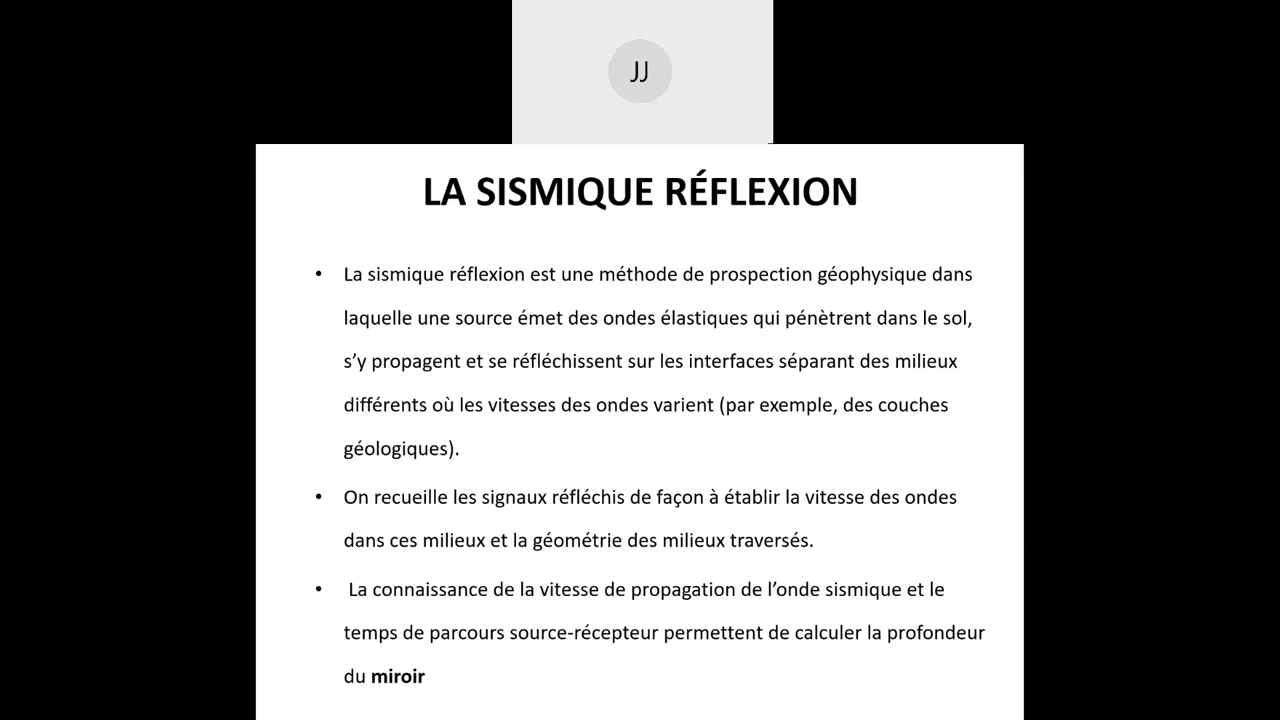 JJ
LA SISMIQUE RÉFLEXION
• La sismique réflexion est une méthode de prospection géophysique dans
laquelle une source émet des ondes élastiques qui pénètrent dans le sol,
s’y propagent et se réfléchissent sur les interfaces séparant des milieux
différents où les vitesses des ondes varient (par exemple, des couches
géologiques).
• On recueille les signaux réfléchis de façon à établir la vitesse des ondes
dans ces milieux et la géométrie des milieux traversés.
• La connaissance de la vitesse de propagation de l’onde sismique et le
temps de parcours source-récepteur permettent de calculer la profondeur
du miroir